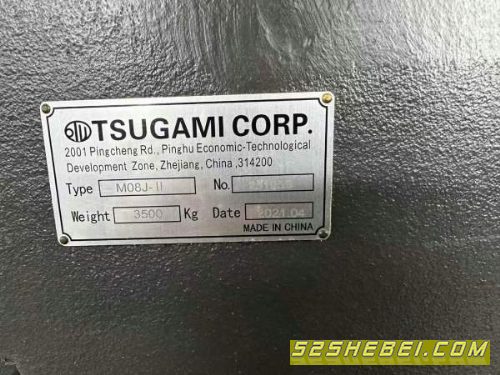 TSUGAMI CORP.
2001 Pingcheng Rd., Pinghu Economic-Technological
Development Zone, Zhejiang, China ,314200
Type M08J-II No.
Weight 3500 Kg Date 2021.04
MADE IN CHINA
52SHEBEI.COM